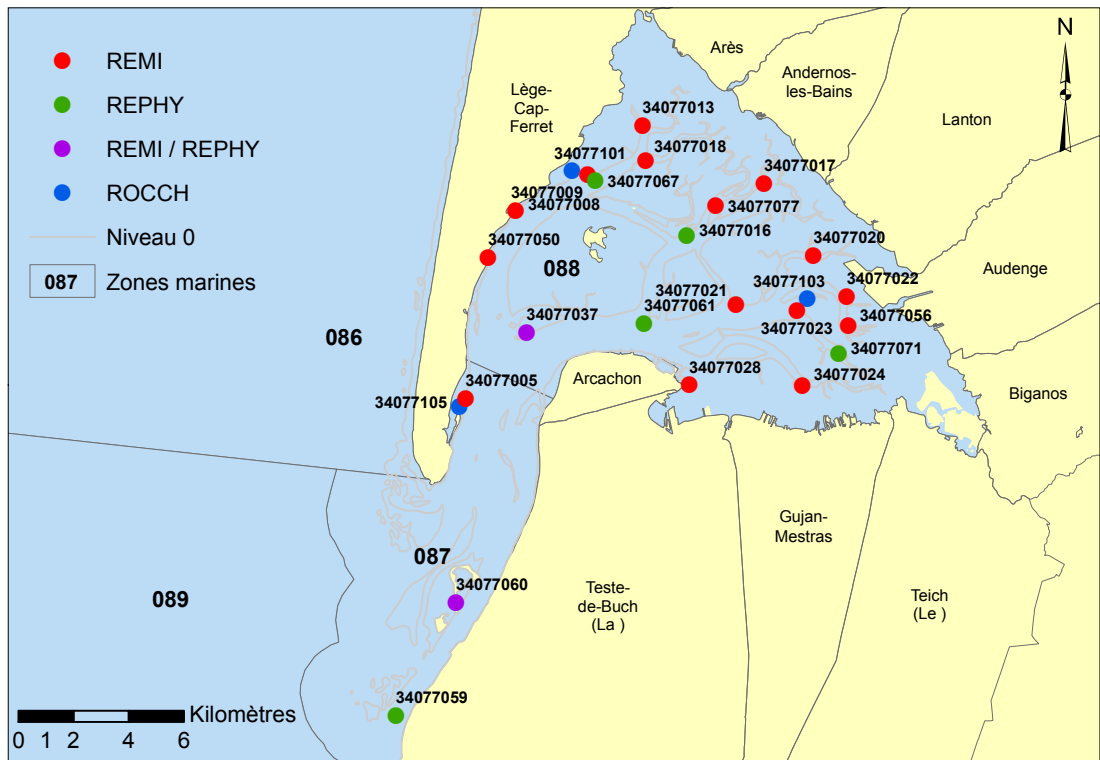 REMI
REPHY
REMI / REPHY
ROCCH
Niveau 0
087 Zones marines
N
Arès
Andernos-
les-Bains
Lanton
Lège-
Cap-
Ferret
34077013
34077018
34077101
34077067
34077017
34077009
34077008
34077077
34077016
34077050
34077020
088
34077103
34077022
34077021
34077061
34077056
34077023
34077037
34077071
086
Audenge
34077005
34077105
Arcachon
34077028
34077024
Biganos
Gujan-
Mestras
087
34077060
089
Teste-
de-Buch
(La )
Teich
(Le )
34077059
Kilomètres
0 1 2 4 6